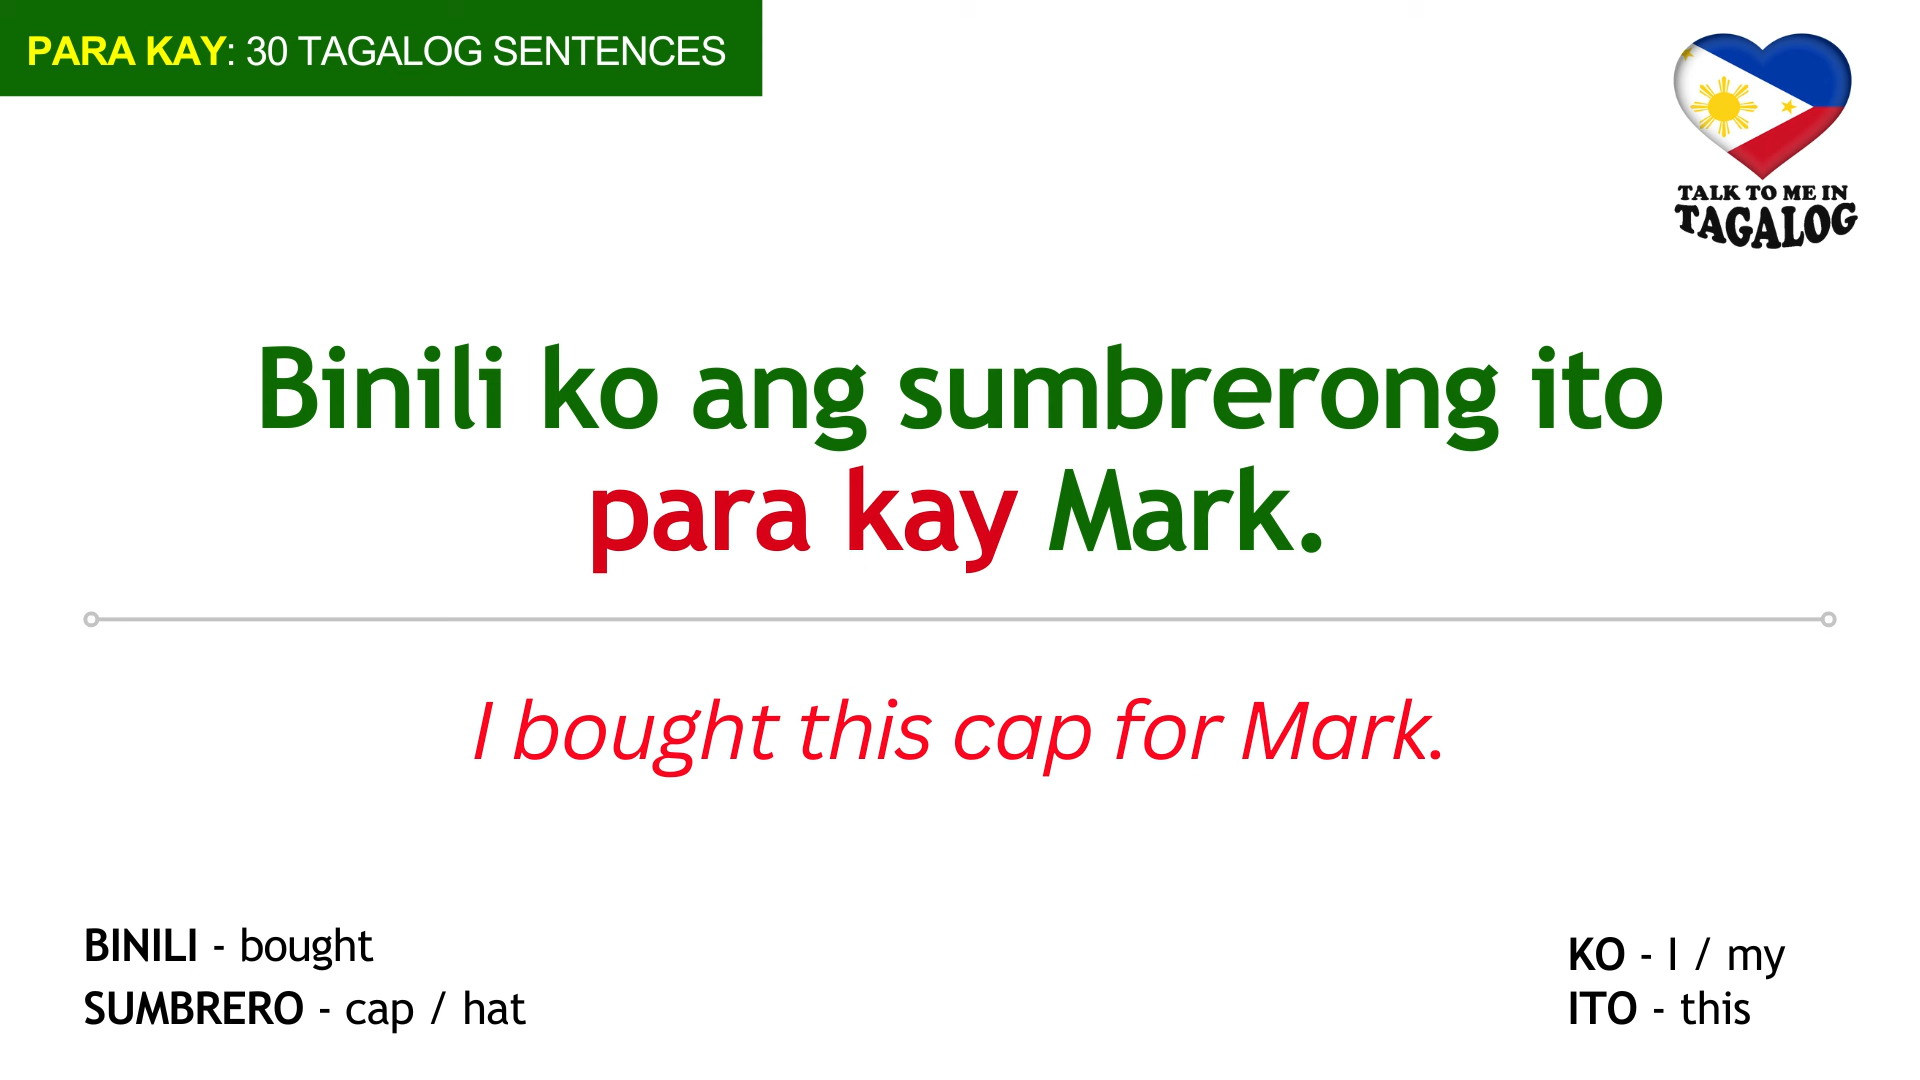 PARA KAY: 30 TAGALOG SENTENCES
TALK TO ME IN
TAGALOG
Binili ko ang sumbrerong ito
para kay Mark.
I bought this cap for Mark.
BINILI - bought
SUMBRERO - cap / hat
KO - I / my
ITO - this